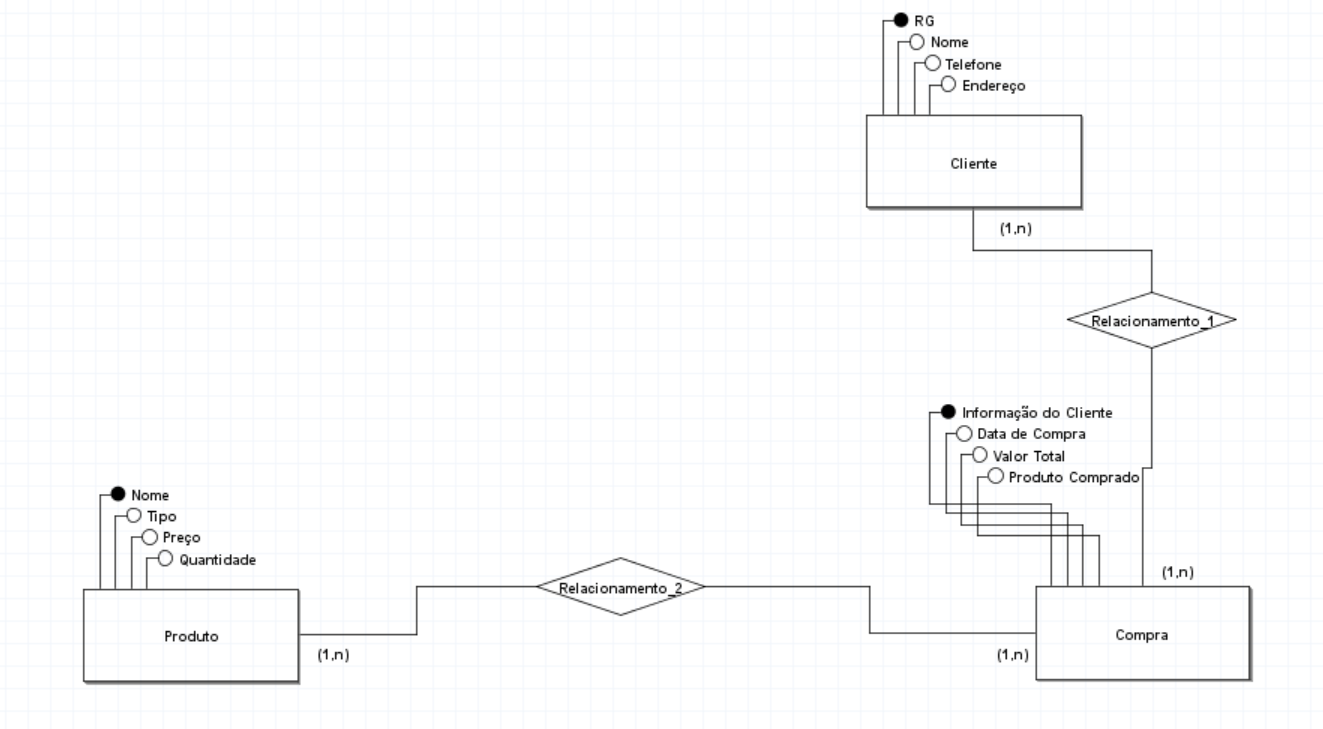 RG
Nome
Telefone
Endereço
Cliente
(1,n)
Relacionamento_1
Informação do Cliente
Data de Compra
Valor Total
Produto Comprado
Nome
Tipo
Preço
Quantidade
Relacionamento_2
(1,n)
Produto
Compra
(1,n)
(1,n)